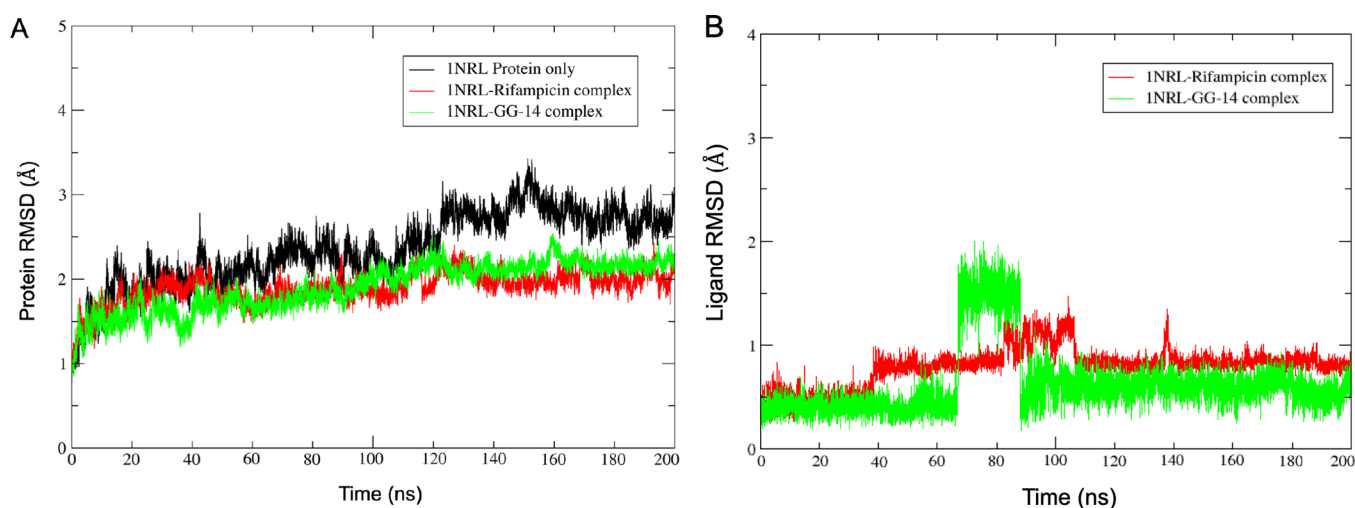 A
5
4
3
2
1
0
Protein RMSD (Å)
1NRL Protein only
1NRL-Rifampicin complex
1NRL-GG-14 complex
0 20 40 60 80 100 120 140 160 180 200
Time (ns)
B
4
3
2
1
0
Ligand RMSD (Å)
1NRL-Rifampicin complex
1NRL-GG-14 complex
0 20 40 60 80 100 120 140 160 180 200
Time (ns)